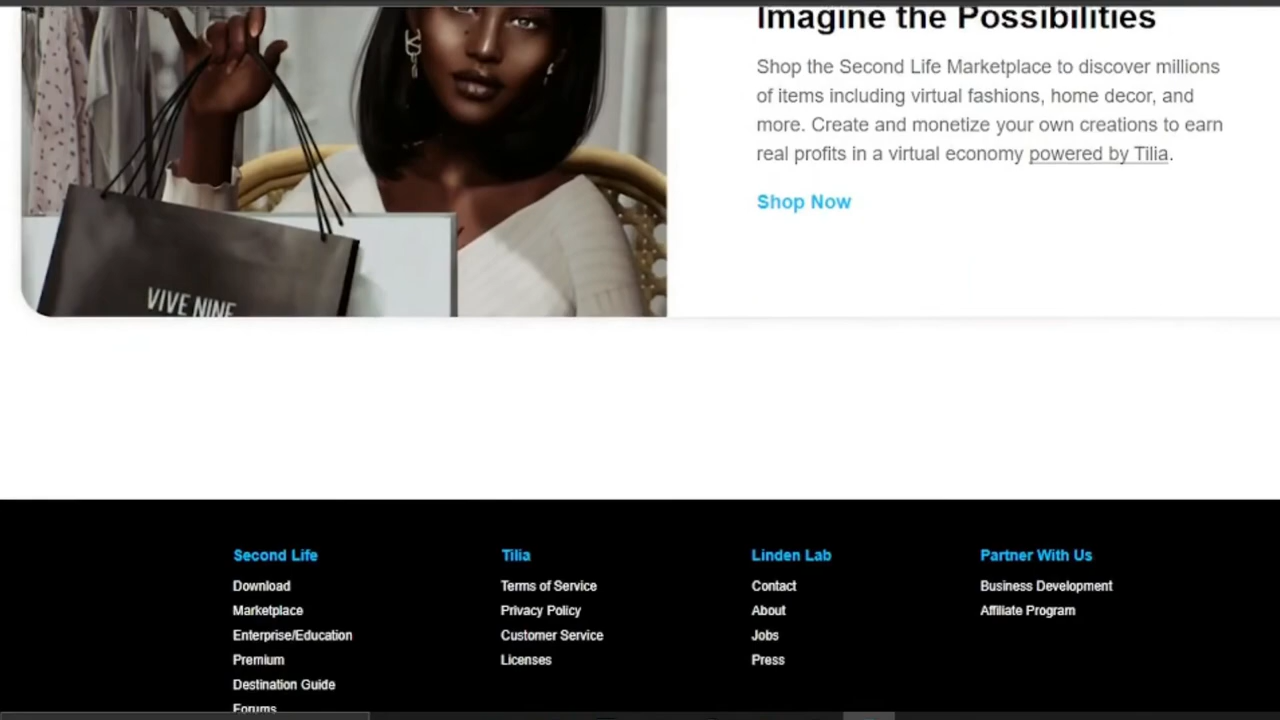 Imagine the Possibilities
Shop the Second Life Marketplace to discover millions
of items including virtual fashions, home decor, and
more. Create and monetize your own creations to earn
real profits in a virtual economy powered by Tilia.
Shop Now
VIVE NINE
Second Life
Download
Marketplace
Enterprise/Education
Premium
Destination Guide
Forums
Tilia
Terms of Service
Privacy Policy
Customer Service
Licenses
Linden Lab
Contact
About
Jobs
Press
Partner With Us
Business Development
Affiliate Program